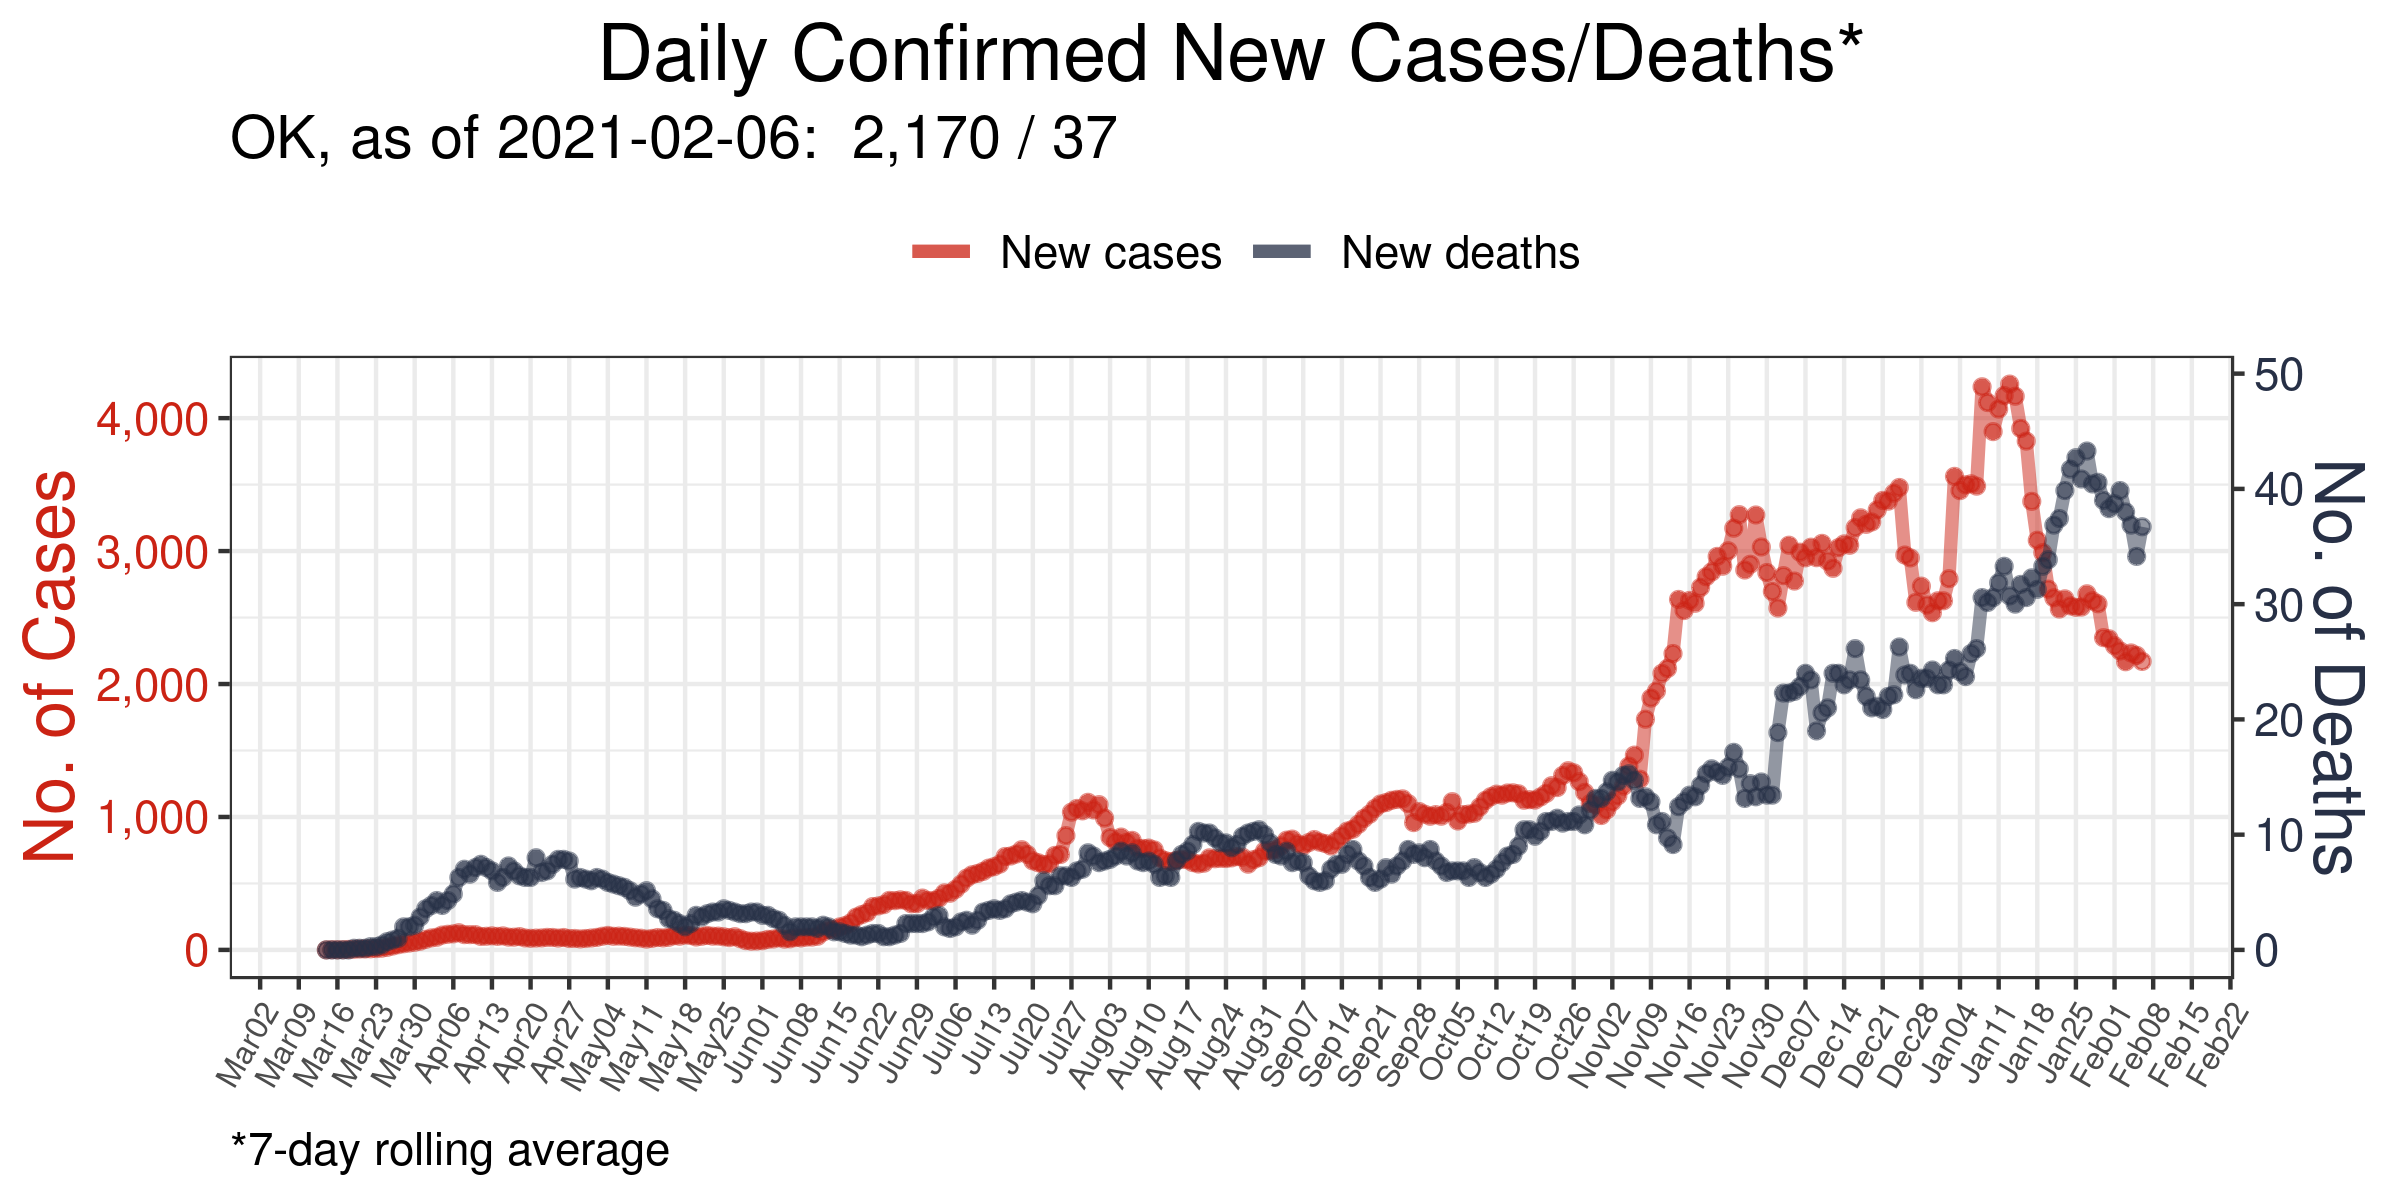 Daily Confirmed New Cases/Deaths*
OK, as of 2021-02-06: 2,170 / 37
New cases
New deaths
No. of Cases
4,000
3,000
2,000
1,000
0
50
40
30
20
10
0
No. of Deaths
Mar02
Mar09
Mar16
Mar23
Mar30
Apr06
Apr13
Apr20
Apr27
May04
May11
May18
May25
Jun01
Jun08
Jun15
Jun22
Jun29
Jul06
Jul13
Jul20
Jul27
Aug03
Aug10
Aug17
Aug24
Aug31
Sep07
Sep14
Sep21
Sep28
Oct05
Oct12
Oct19
Oct26
Nov02
Nov09
Nov16
Nov23
Nov30
Dec07
Dec14
Dec21
Dec28
Jan04
Jan11
Jan18
Jan25
Feb01
Feb08
Feb15
Feb22
*7-day rolling average